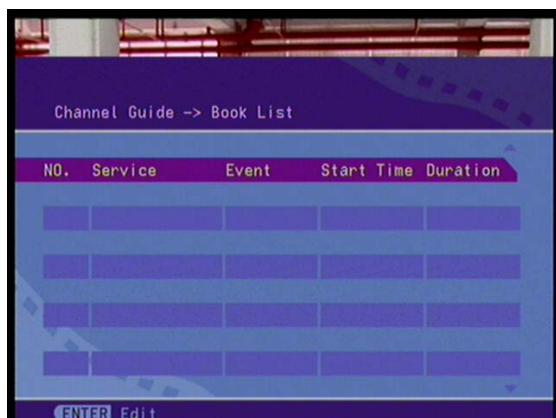 Channel Guide -> Book List
NO. Service Event Start Time Duration
ENTER Edit